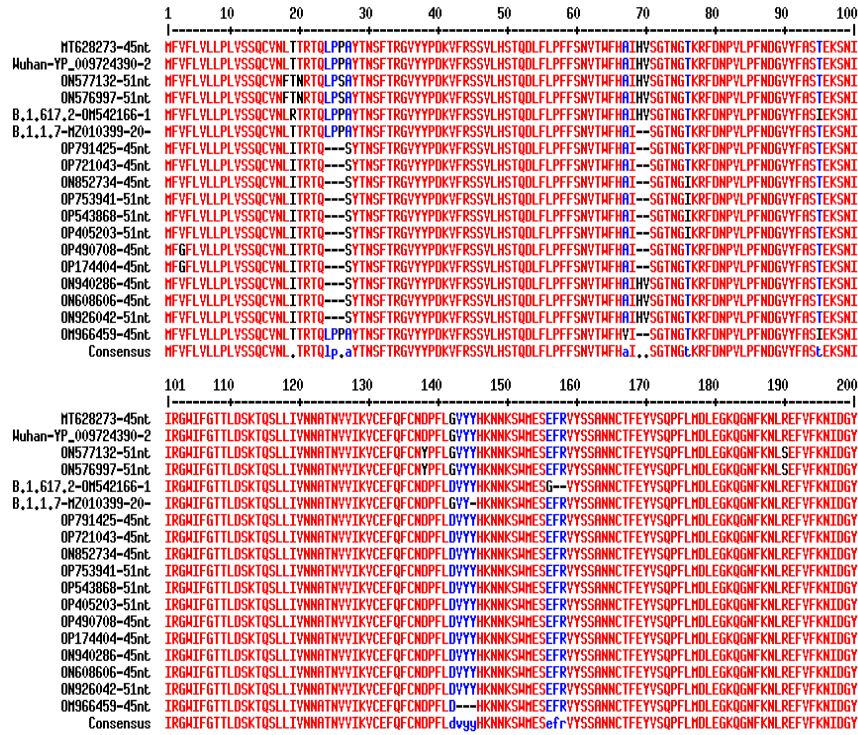 1 10 20 30 40 50 60 70 80 90 100
|--------+---------+---------+---------+---------+---------+---------+---------+---------+---------|
MT628273-45nt MFVFLVLLPLVSSQCVNLTTRTQLPPAYTNSFTRGVYYPDKVFRSSVLHSTQDLFLPFFSNVTWFHAIHVSGTNGTKRFDNPVLPFNDGVYFASTEKSNI
Wuhan-YP_009724390-2 MFVFLVLLPLVSSQCVNLTTRTQLPPAYTNSFTRGVYYPDKVFRSSVLHSTQDLFLPFFSNVTWFHAIHVSGTNGTKRFDNPVLPFNDGVYFASTEKSNI
ON577132-51nt MFVFLVLLPLVSSQCVNFTNRTQLPSAYTNSFTRGVYYPDKVFRSSVLHSTQDLFLPFFSNVTWFHAIHVSGTNGTKRFDNPVLPFNDGVYFASTEKSNI
ON576997-51nt MFVFLVLLPLVSSQCVNFTNRTQLPSAYTNSFTRGVYYPDKVFRSSVLHSTQDLFLPFFSNVTWFHAIHVSGTNGTKRFDNPVLPFNDGVYFASTEKSNI
B.1.617.2-OM542166-1 MFVFLVLLPLVSSQCVNLRTRTQLPPAYTNSFTRGVYYPDKVFRSSVLHSTQDLFLPFFSNVTWFHAIHVSGTNGTKRFDNPVLPFNDGVYFASIEKSNI
B.1.1.7-MZ010399-20- MFVFLVLLPLVSSQCVNLTTRTQLPPAYTNSFTRGVYYPDKVFRSSVLHSTQDLFLPFFSNVTWFHAI--SGTNGTKRFDNPVLPFNDGVYFASTEKSNI
OP791425-45nt MFVFLVLLPLVSSQCVNLITRTQ---SYTNSFTRGVYYPDKVFRSSVLHSTQDLFLPFFSNVTWFHAI--SGTNGTKRFDNPVLPFNDGVYFASTEKSNI
OP721043-45nt MFVFLVLLPLVSSQCVNLITRTQ---SYTNSFTRGVYYPDKVFRSSVLHSTQDLFLPFFSNVTWFHAI--SGTNGTKRFDNPVLPFNDGVYFASTEKSNI
ON852734-45nt MFVFLVLLPLVSSQCVNLITRTQ---SYTNSFTRGVYYPDKVFRSSVLHSTQDLFLPFFSNVTWFHAI--SGTNGIKRFDNPVLPFNDGVYFASTEKSNI
OP753941-51nt MFVFLVLLPLVSSQCVNLITRTQ---SYTNSFTRGVYYPDKVFRSSVLHSTQDLFLPFFSNVTWFHAI--SGTNGIKRFDNPVLPFNDGVYFASTEKSNI
OP543868-51nt MFVFLVLLPLVSSQCVNLITRTQ---SYTNSFTRGVYYPDKVFRSSVLHSTQDLFLPFFSNVTWFHAI--SGTNGIKRFDNPVLPFNDGVYFASTEKSNI
OP405203-51nt MFVFLVLLPLVSSQCVNLITRTQ---SYTNSFTRGVYYPDKVFRSSVLHSTQDLFLPFFSNVTWFHAI--SGTNGIKRFDNPVLPFNDGVYFASTEKSNI
OP490708-45nt MFGFLVLLPLVSSQCVNLITRTQ---SYTNSFTRGVYYPDKVFRSSVLHSTQDLFLPFFSNVTWFHAI--SGTNGTKRFDNPVLPFNDGVYFASTEKSNI
OP174404-45nt MFGFLVLLPLVSSQCVNLITRTQ---SYTNSFTRGVYYPDKVFRSSVLHSTQDLFLPFFSNVTWFHAI--SGTNGTKRFDNPVLPFNDGVYFASTEKSNI
ON940286-45nt MFVFLVLLPLVSSQCVNLITRTQ---SYTNSFTRGVYYPDKVFRSSVLHSTQDLFLPFFSNVTWFHAIHVSGTNGTKRFDNPVLPFNDGVYFASTEKSNI
ON608606-45nt MFVFLVLLPLVSSQCVNLITRTQ---SYTNSFTRGVYYPDKVFRSSVLHSTQDLFLPFFSNVTWFHAIHVSGTNGTKRFDNPVLPFNDGVYFASTEKSNI
ON926042-51nt MFVFLVLLPLVSSQCVNLITRTQ---SYTNSFTRGVYYPDKVFRSSVLHSTQDLFLPFFSNVTWFHAIHVSGTNGTKRFDNPVLPFNDGVYFASTEKSNI
OM966459-45nt MFVFLVLLPLVSSQCVNLTTRTQLPPAYTNSFTRGVYYPDKVFRSSVLHSTQDLFLPFFSNVTWFHVI--SGTNGTKRFDNPVLPFNDGVYFASIEKSNI
Consensus MFVFLVLLPLVSSQCVNL.TRTQlp.aYTNSFTRGVYYPDKVFRSSVLHSTQDLFLPFFSNVTWFHaI..SGTNGtKRFDNPVLPFNDGVYFAStEKSNI
101 110 120 130 140 150 160 170 180 190 200
|--------+---------+---------+---------+---------+---------+---------+---------+---------+---------|
MT628273-45nt IRGWIFGTTLDSKTQSLLIVNNATNVVIKVCEFQFCNDPFLGVYYHKNNKSWMESEFRVYSSANNCTFEYVSQPFLMDLEGKQGNFKNLREFVFKNIDGY
Wuhan-YP_009724390-2 IRGWIFGTTLDSKTQSLLIVNNATNVVIKVCEFQFCNDPFLGVYYHKNNKSWMESEFRVYSSANNCTFEYVSQPFLMDLEGKQGNFKNLREFVFKNIDGY
ON577132-51nt IRGWIFGTTLDSKTQSLLIVNNATNVVIKVCEFQFCNYPFLGVYYHKNNKSWMESEFRVYSSANNCTFEYVSQPFLMDLEGKQGNFKNLSEFVFKNIDGY
ON576997-51nt IRGWIFGTTLDSKTQSLLIVNNATNVVIKVCEFQFCNYPFLGVYYHKNNKSWMESEFRVYSSANNCTFEYVSQPFLMDLEGKQGNFKNLSEFVFKNIDGY
B.1.617.2-OM542166-1 IRGWIFGTTLDSKTQSLLIVNNATNVVIKVCEFQFCNDPFLDVYYHKNNKSWMESG--VYSSANNCTFEYVSQPFLMDLEGKQGNFKNLREFVFKNIDGY
B.1.1.7-MZ010399-20- IRGWIFGTTLDSKTQSLLIVNNATNVVIKVCEFQFCNDPFLGVY-HKNNKSWMESEFRVYSSANNCTFEYVSQPFLMDLEGKQGNFKNLREFVFKNIDGY
OP791425-45nt IRGWIFGTTLDSKTQSLLIVNNATNVVIKVCEFQFCNDPFLDVYYHKNNKSWMESEFRVYSSANNCTFEYVSQPFLMDLEGKQGNFKNLREFVFKNIDGY
OP721043-45nt IRGWIFGTTLDSKTQSLLIVNNATNVVIKVCEFQFCNDPFLDVYYHKNNKSWMESEFRVYSSANNCTFEYVSQPFLMDLEGKQGNFKNLREFVFKNIDGY
ON852734-45nt IRGWIFGTTLDSKTQSLLIVNNATNVVIKVCEFQFCNDPFLDVYYHKNNKSWMESEFRVYSSANNCTFEYVSQPFLMDLEGKQGNFKNLREFVFKNIDGY
OP753941-51nt IRGWIFGTTLDSKTQSLLIVNNATNVVIKVCEFQFCNDPFLDVYYHKNNKSWMESEFRVYSSANNCTFEYVSQPFLMDLEGKQGNFKNLREFVFKNIDGY
OP543868-51nt IRGWIFGTTLDSKTQSLLIVNNATNVVIKVCEFQFCNDPFLDVYYHKNNKSWMESEFRVYSSANNCTFEYVSQPFLMDLEGKQGNFKNLREFVFKNIDGY
OP405203-51nt IRGWIFGTTLDSKTQSLLIVNNATNVVIKVCEFQFCNDPFLDVYYHKNNKSWMESEFRVYSSANNCTFEYVSQPFLMDLEGKQGNFKNLREFVFKNIDGY
OP490708-45nt IRGWIFGTTLDSKTQSLLIVNNATNVVIKVCEFQFCNDPFLDVYYHKNNKSWMESEFRVYSSANNCTFEYVSQPFLMDLEGKQGNFKNLREFVFKNIDGY
OP174404-45nt IRGWIFGTTLDSKTQSLLIVNNATNVVIKVCEFQFCNDPFLDVYYHKNNKSWMESEFRVYSSANNCTFEYVSQPFLMDLEGKQGNFKNLREFVFKNIDGY
ON940286-45nt IRGWIFGTTLDSKTQSLLIVNNATNVVIKVCEFQFCNDPFLDVYYHKNNKSWMESEFRVYSSANNCTFEYVSQPFLMDLEGKQGNFKNLREFVFKNIDGY
ON608606-45nt IRGWIFGTTLDSKTQSLLIVNNATNVVIKVCEFQFCNDPFLDVYYHKNNKSWMESEFRVYSSANNCTFEYVSQPFLMDLEGKQGNFKNLREFVFKNIDGY
ON926042-51nt IRGWIFGTTLDSKTQSLLIVNNATNVVIKVCEFQFCNDPFLDVYYHKNNKSWMESEFRVYSSANNCTFEYVSQPFLMDLEGKQGNFKNLREFVFKNIDGY
OM966459-45nt IRGWIFGTTLDSKTQSLLIVNNATNVVIKVCEFQFCNDPFLD---HKNNKSWMESEFRVYSSANNCTFEYVSQPFLMDLEGKQGNFKNLREFVFKNIDGY
Consensus IRGWIFGTTLDSKTQSLLIVNNATNVVIKVCEFQFCNDPFLdvyyHKNNKSWMESefrVYSSANNCTFEYVSQPFLMDLEGKQGNFKNLREFVFKNIDGY